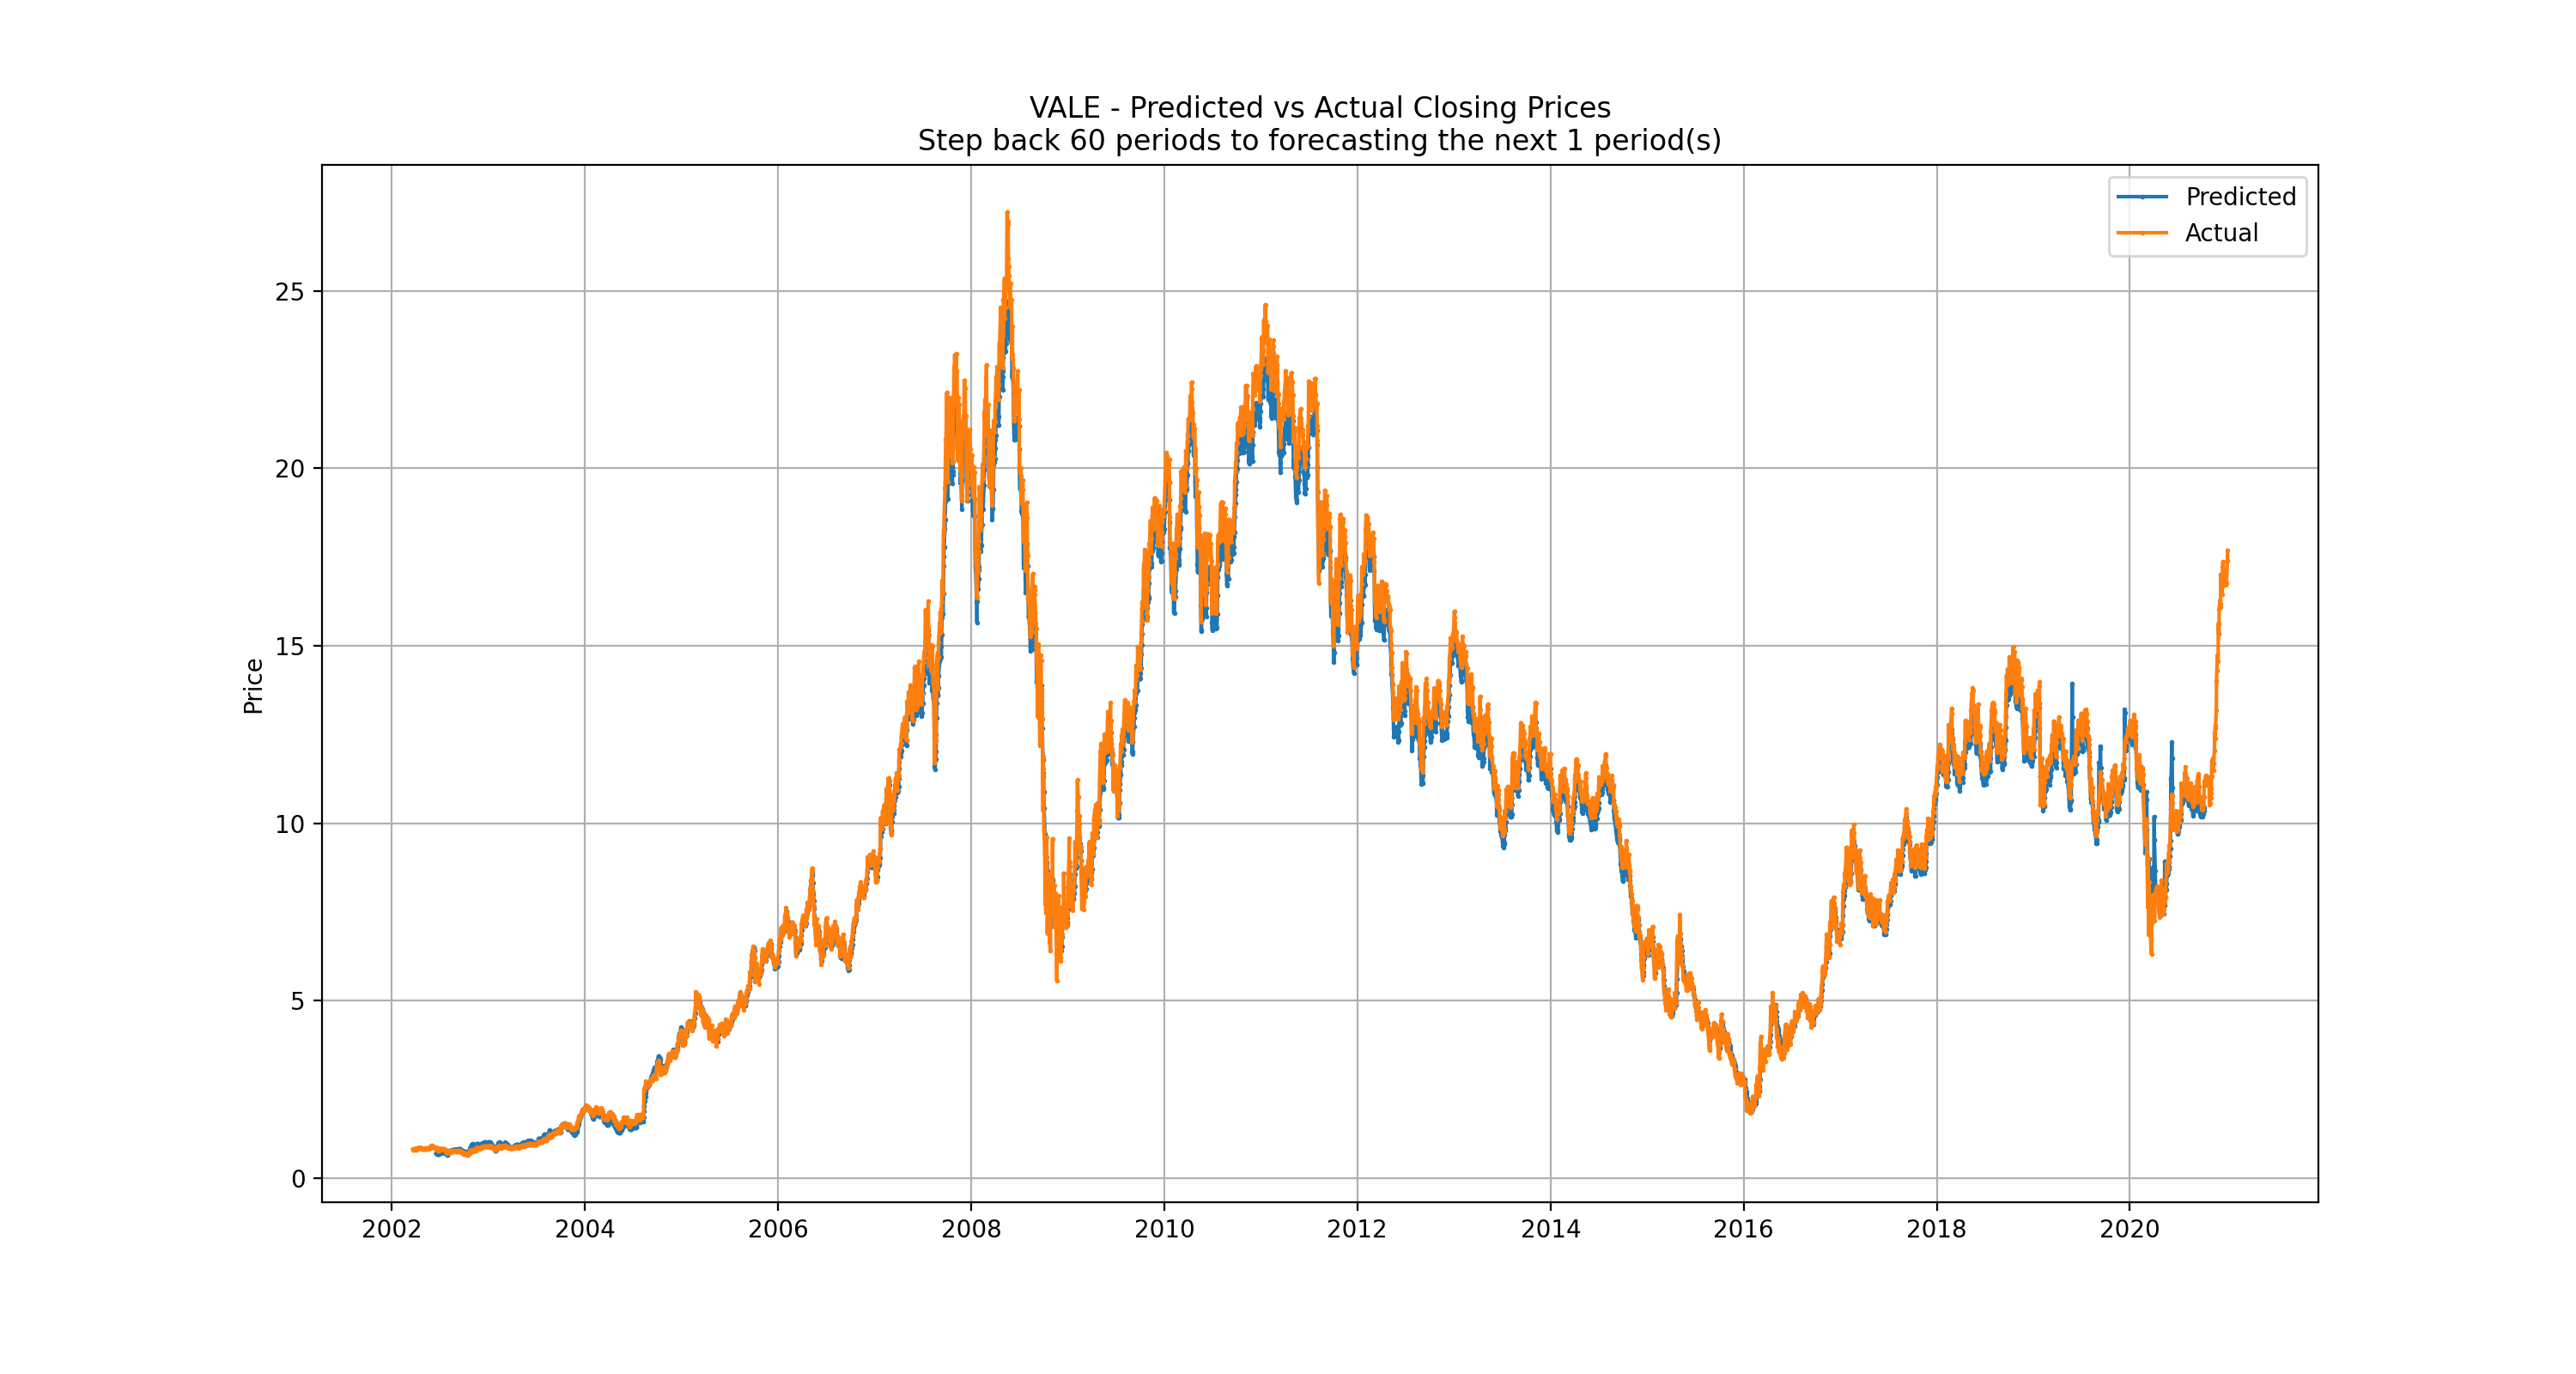 VALE - Predicted vs Actual Closing Prices
Step back 60 periods to forecasting the next 1 period(s)
Predicted
Actual
Price
25
20
15
10
5
0
2002 2004 2006 2008 2010 2012 2014 2016 2018 2020